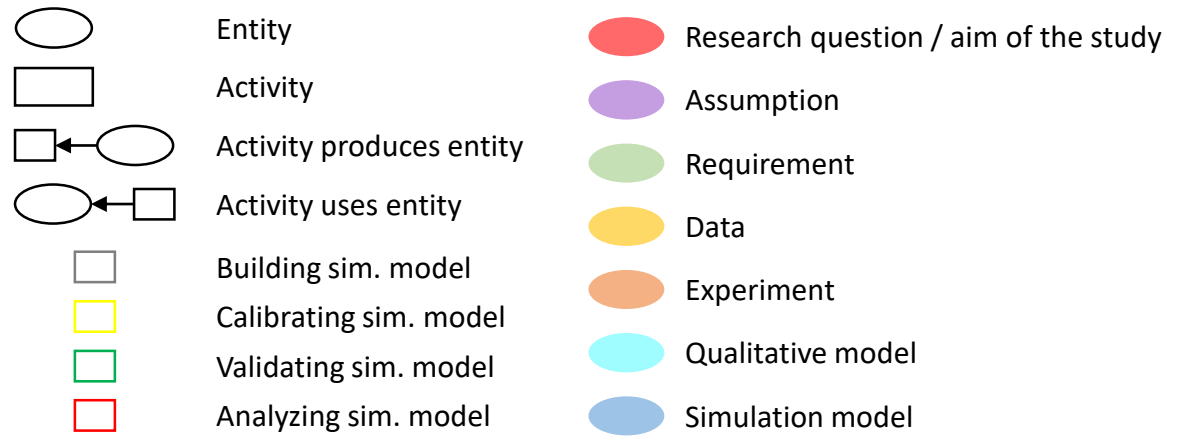 Entity
Activity
Activity produces entity
Activity uses entity
Building sim. model
Calibrating sim. model
Validating sim. model
Analyzing sim. model
Research question / aim of the study
Assumption
Requirement
Data
Experiment
Qualitative model
Simulation model